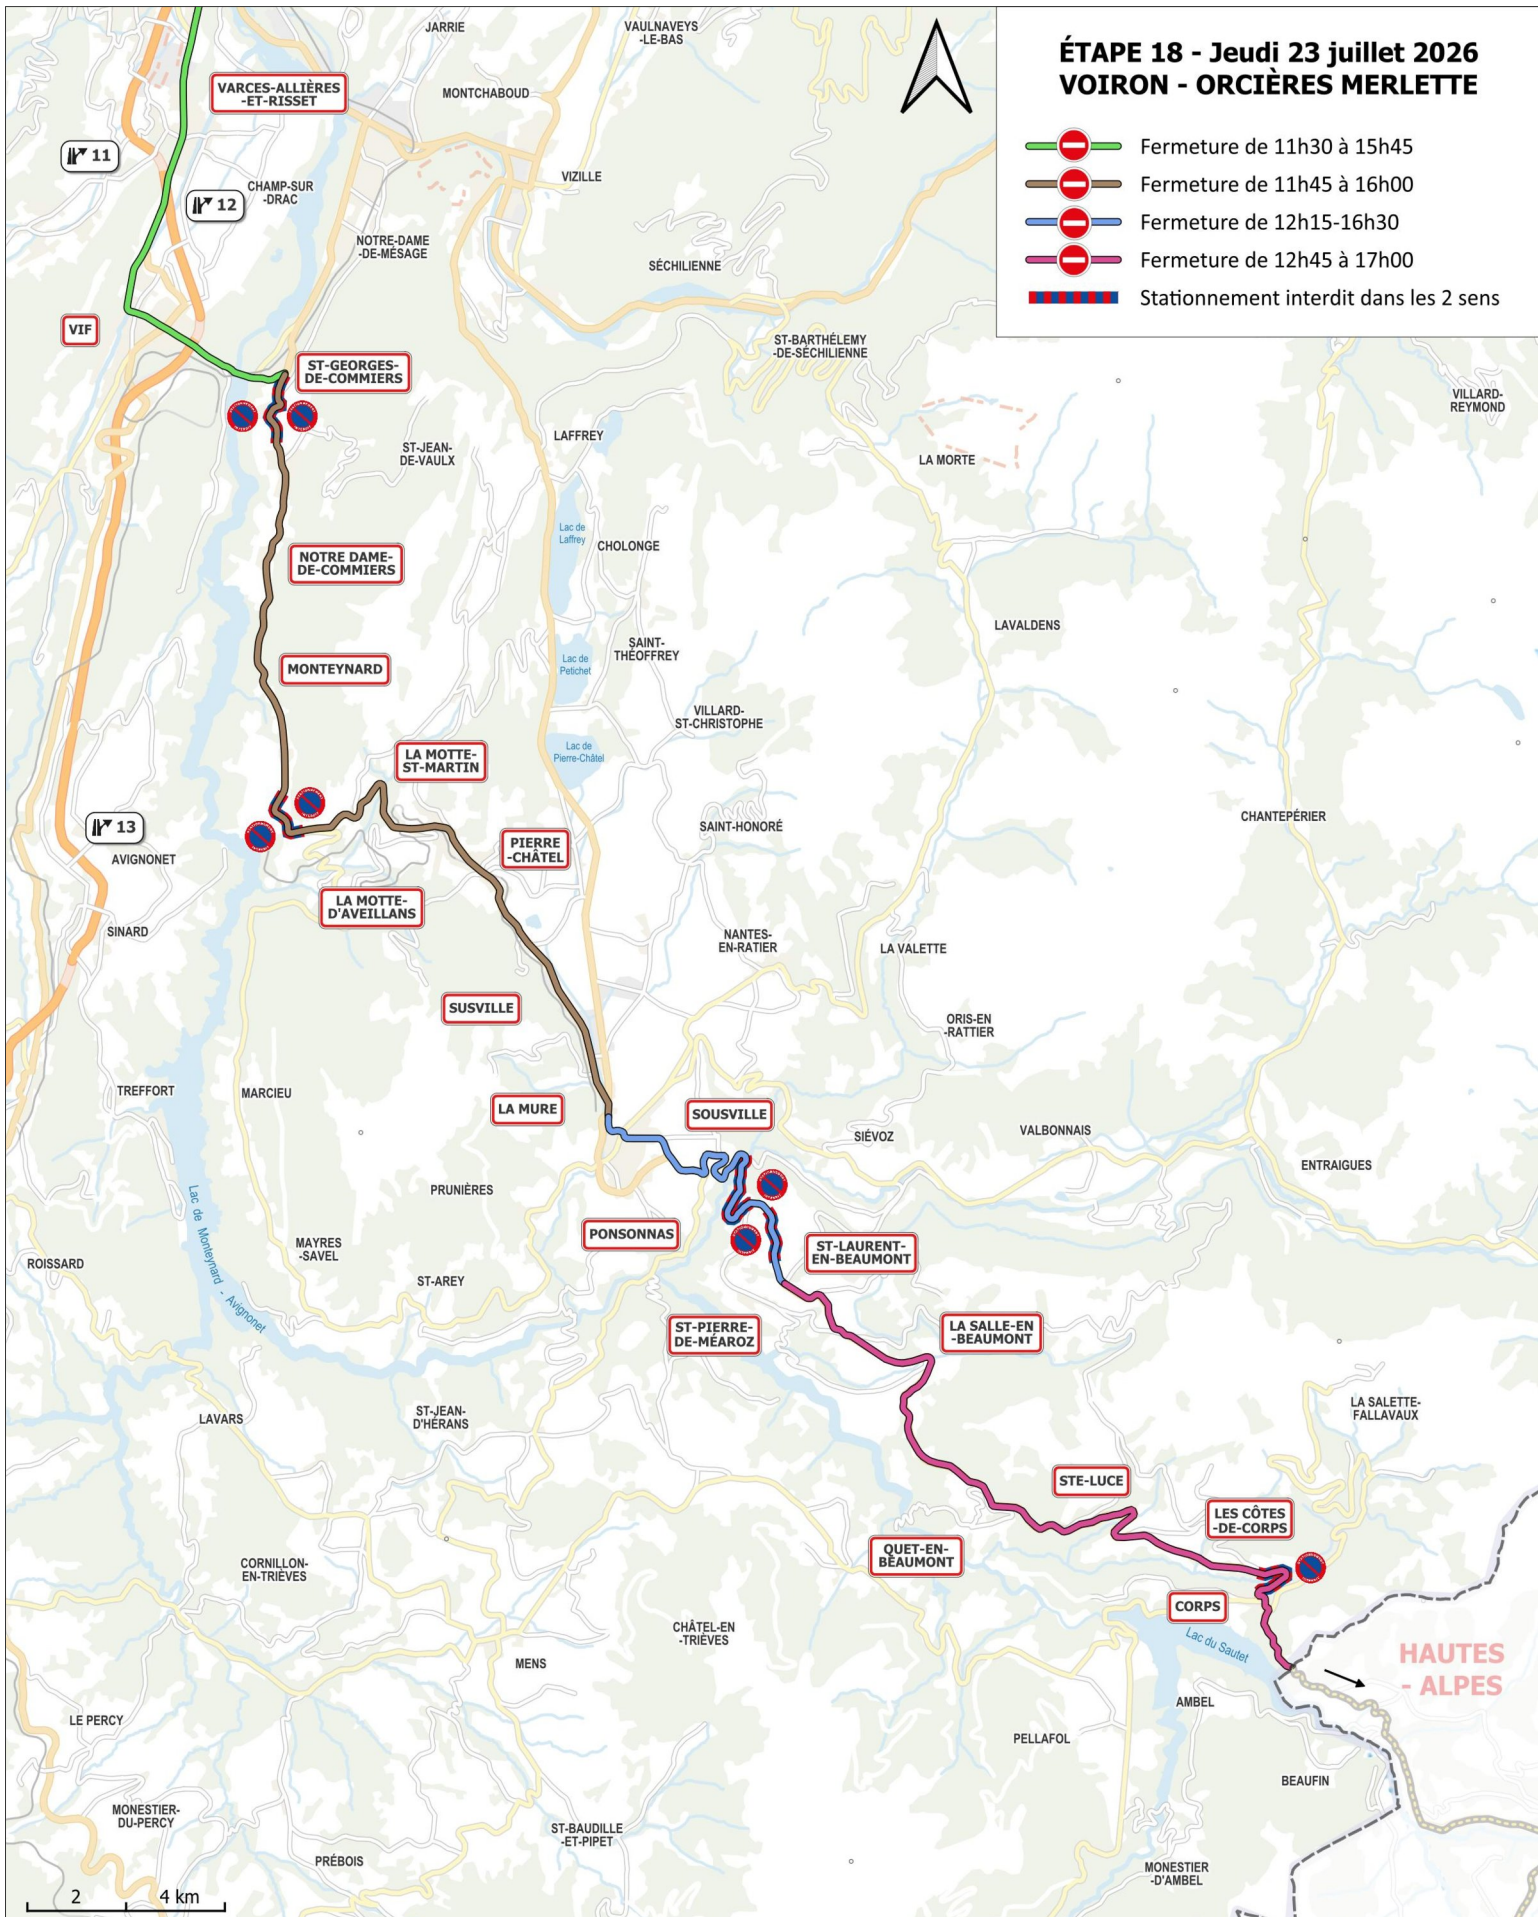 ÉTAPE 18 - Jeudi 23 juillet 2026
VOIRON - ORCIÈRES MERLETTE
Fermeture de 11h30 à 15h45
Fermeture de 11h45 à 16h00
Fermeture de 12h15-16h30
Fermeture de 12h45 à 17h00
Stationnement interdit dans les 2 sens
JARRIE
VAULNAVEYS
-LE-BAS
VARCES-ALLIÈRES
-ET-RISSET
MONTCHABOUD
11
12
CHAMP-SUR
-DRAC
VIZILLE
NOTRE-DAME
-DE-MÉSAGE
SÉCHILIENNE
VIF
ST-BARTHÉLEMY
-DE-SÉCHILIENNE
ST-GEORGES-
DE-COMMIERS
VILLARD-
REYMOND
LAFFREY
ST-JEAN-
DE-VAULX
LA MORTE
Lac de
Laffrey
CHOLONGE
NOTRE DAME-
DE-COMMIERS
LAVALDENS
SAINT-
THÉOFFREY
Lac de
Petichet
MONTEYNARD
VILLARD-
ST-CHRISTOPHE
Lac de
Pierre-Châtel
LA MOTTE-
ST-MARTIN
CHANTEPÉRIER
13
SAINT-HONORÉ
AVIGNONET
PIERRE
-CHÂTEL
LA MOTTE-
D'AVEILLANS
SINARD
NANTES-
EN-RATIER
LA VALETTE
SUSVILLE
ORIS-EN
-RATTIER
TREFFORT
MARCIEU
LA MURE
SOUSVILLE
SIÉVOZ
VALBONNAIS
ENTRAIGUES
PRUNIÈRES
Lac de Monteynard - Avignonet
PONSONNAS
MAYRES
-SAVEL
ST-LAURENT-
EN-BEAUMONT
ROISSARD
ST-AREY
ST-PIERRE-
DE-MÉAROZ
LA SALLE-EN
-BEAUMONT
LAVARS
ST-JEAN-
D'HÉRANS
LA SALETTE-
FALLAVAUX
STE-LUCE
LES CÔTES
-DE-CORPS
QUET-EN-
BEAUMONT
CORNILLON-
EN-TRIÈVES
CORPS
CHÂTEL-EN
-TRIÈVES
Lac du Sautet
HAUTES
- ALPES
MENS
AMBEL
LE PERCY
PELLAFOL
BEAUFIN
MONESTIER-
DU-PERCY
ST-BAUDILLE
-ET-PIPET
PRÉBOIS
MONESTIER
-D'AMBEL
2
4 km